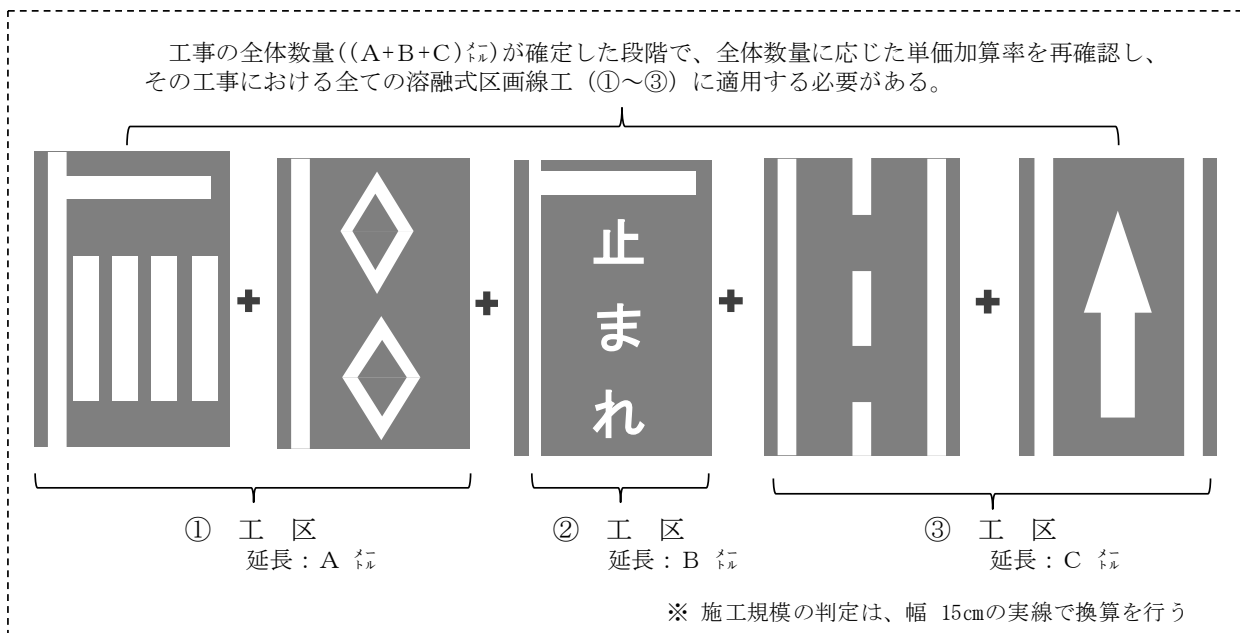 工事の全体数量((A+B+C)㍍)が確定した段階で、全体数量に応じた単価加算率を再確認し、
その工事における全ての溶融式区画線工（①～③）に適用する必要がある。
止
ま
れ
① 工 区
延長：A ㍍
② 工 区
延長：B ㍍
③ 工 区
延長：C ㍍
※ 施工規模の判定は、幅 15㎝の実線で換算を行う